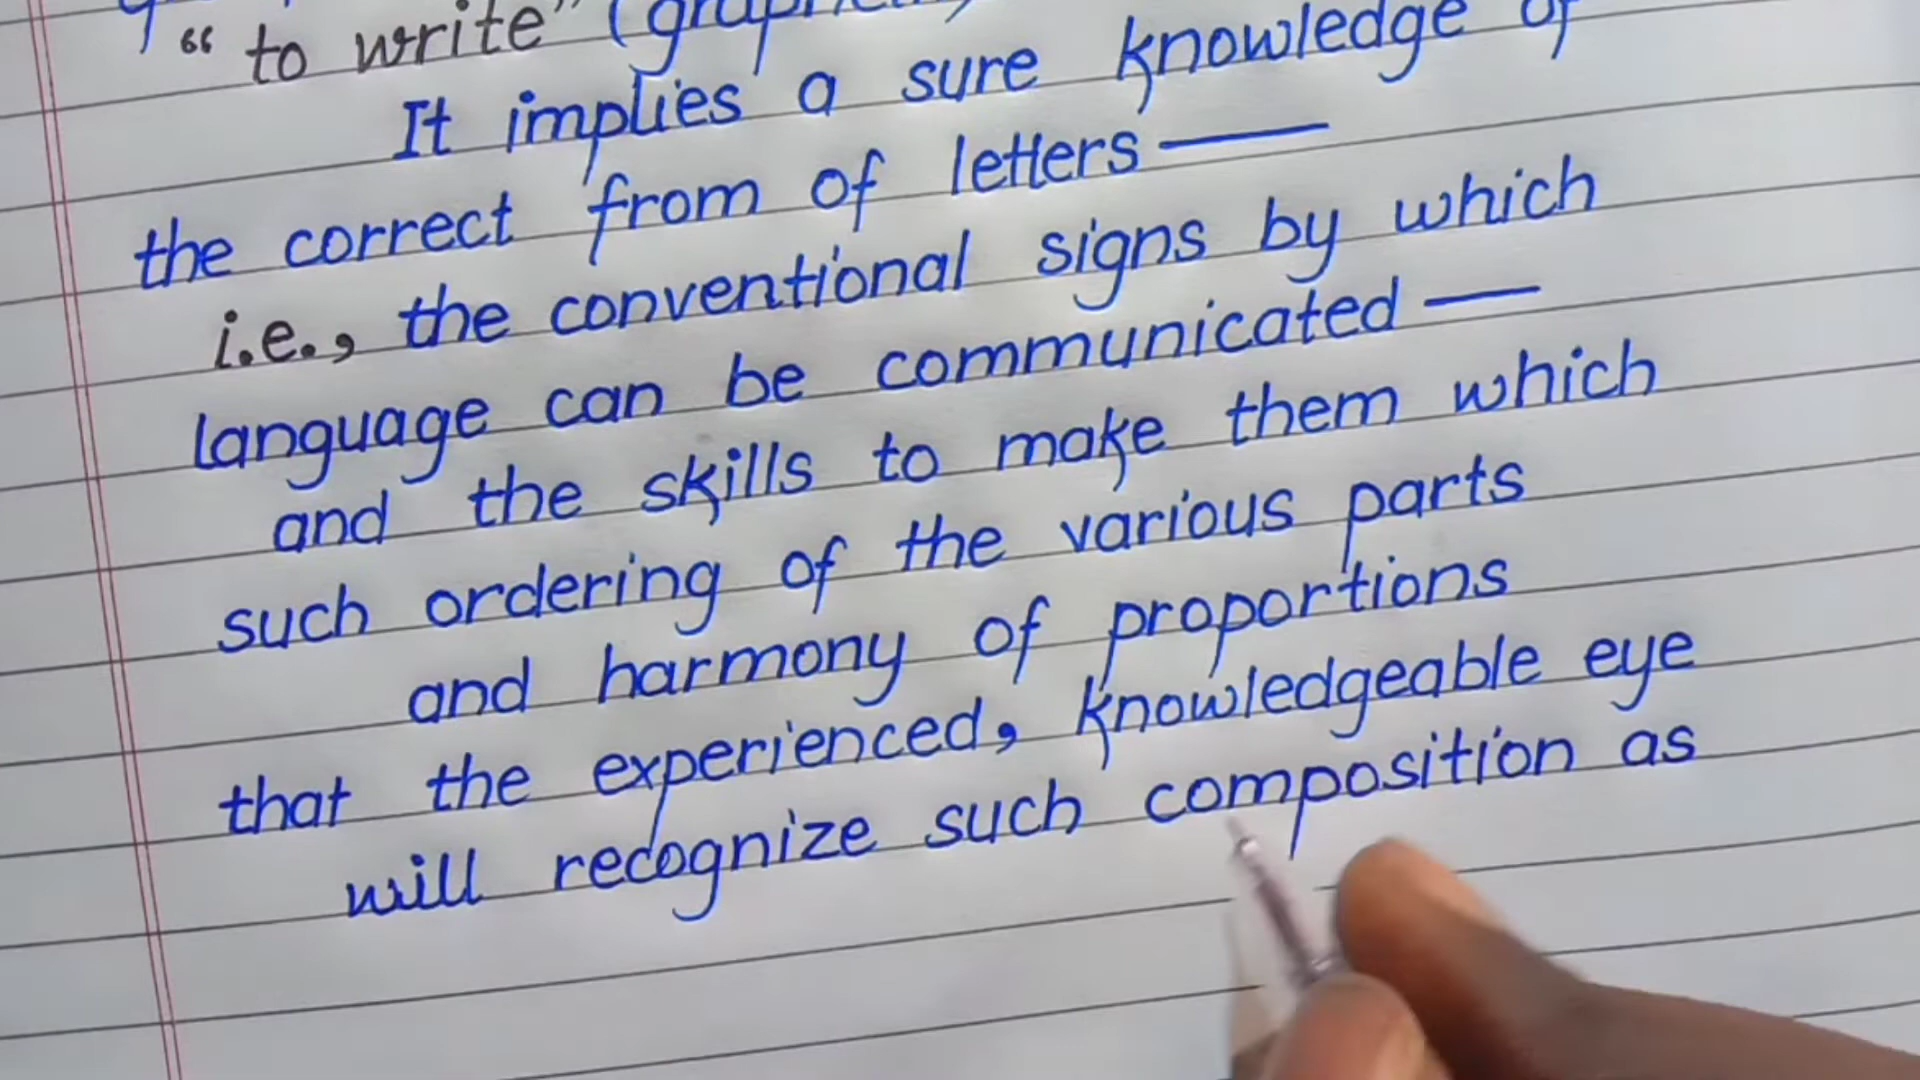 “ to write” (
It implies a sure knowledge of
the correct from of letters —
i.e., the conventional signs by which
language can be communicated —
and the skills to make them which
such ordering of the various parts
and harmony of proportions
that the experienced, knowledgeable eye
will recognize such composition as